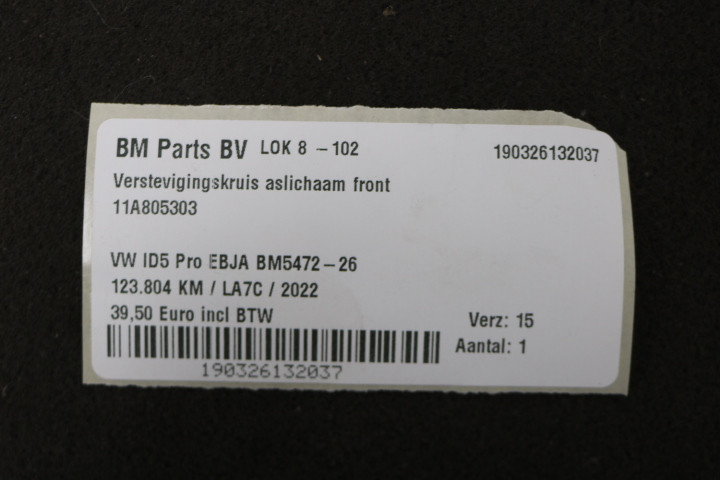 BM Parts BV LOK 8 - 102 190326132037
Verstevigingskruis aslichaam front
11A805303
VW ID5 Pro EBJA BM5472-26
123.804 KM / LA7C / 2022
39,50 Euro incl BTW
Verz: 15
Aantal: 1
190326132037